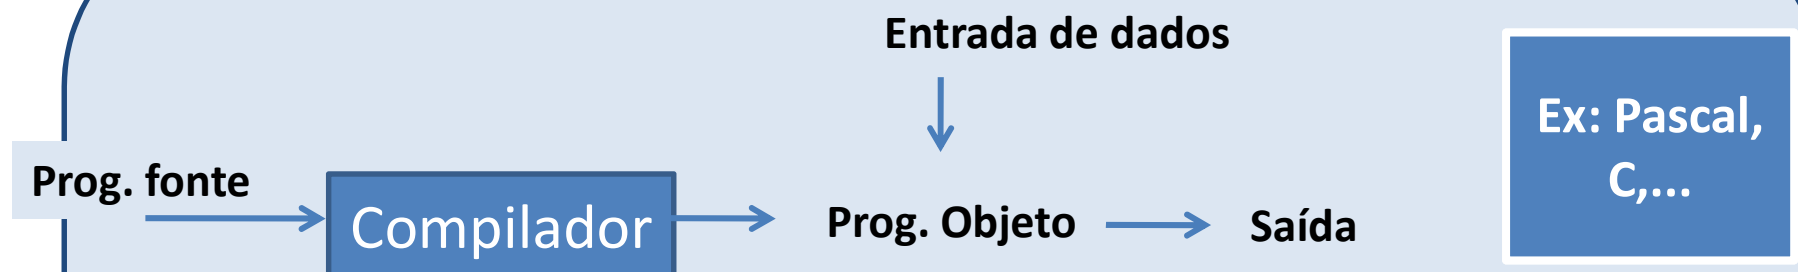 Entrada de dados
Ex: Pascal,
C,...
Prog. fonte
Compilador
Prog. Objeto
Saída